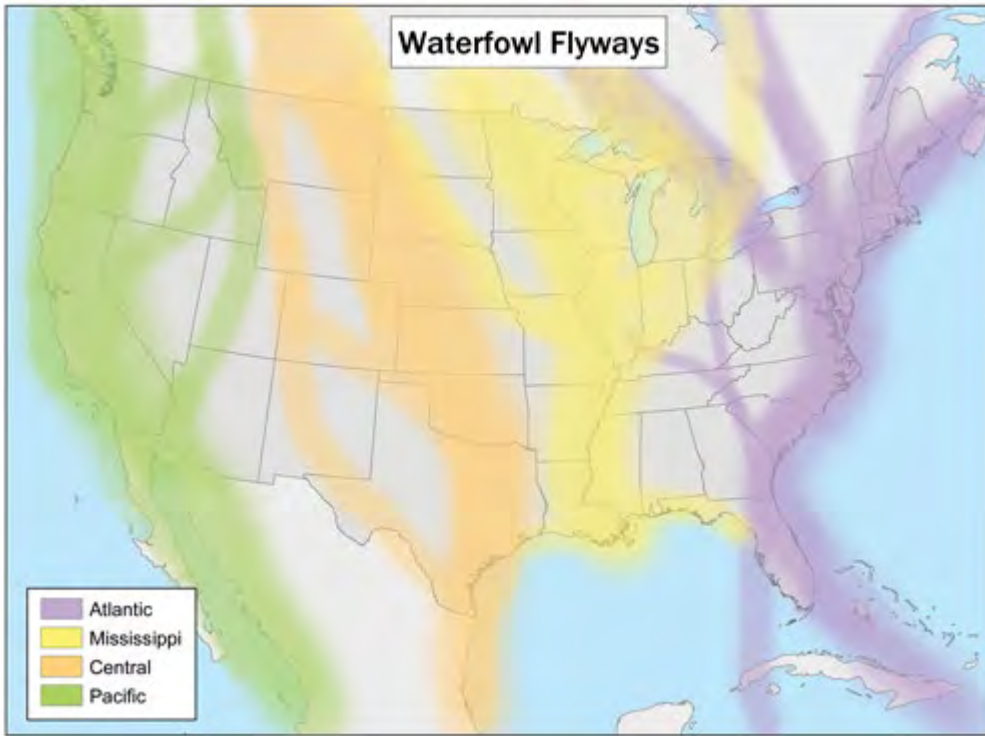 Waterfowl Flyways
Atlantic
Mississippi
Central
Pacific